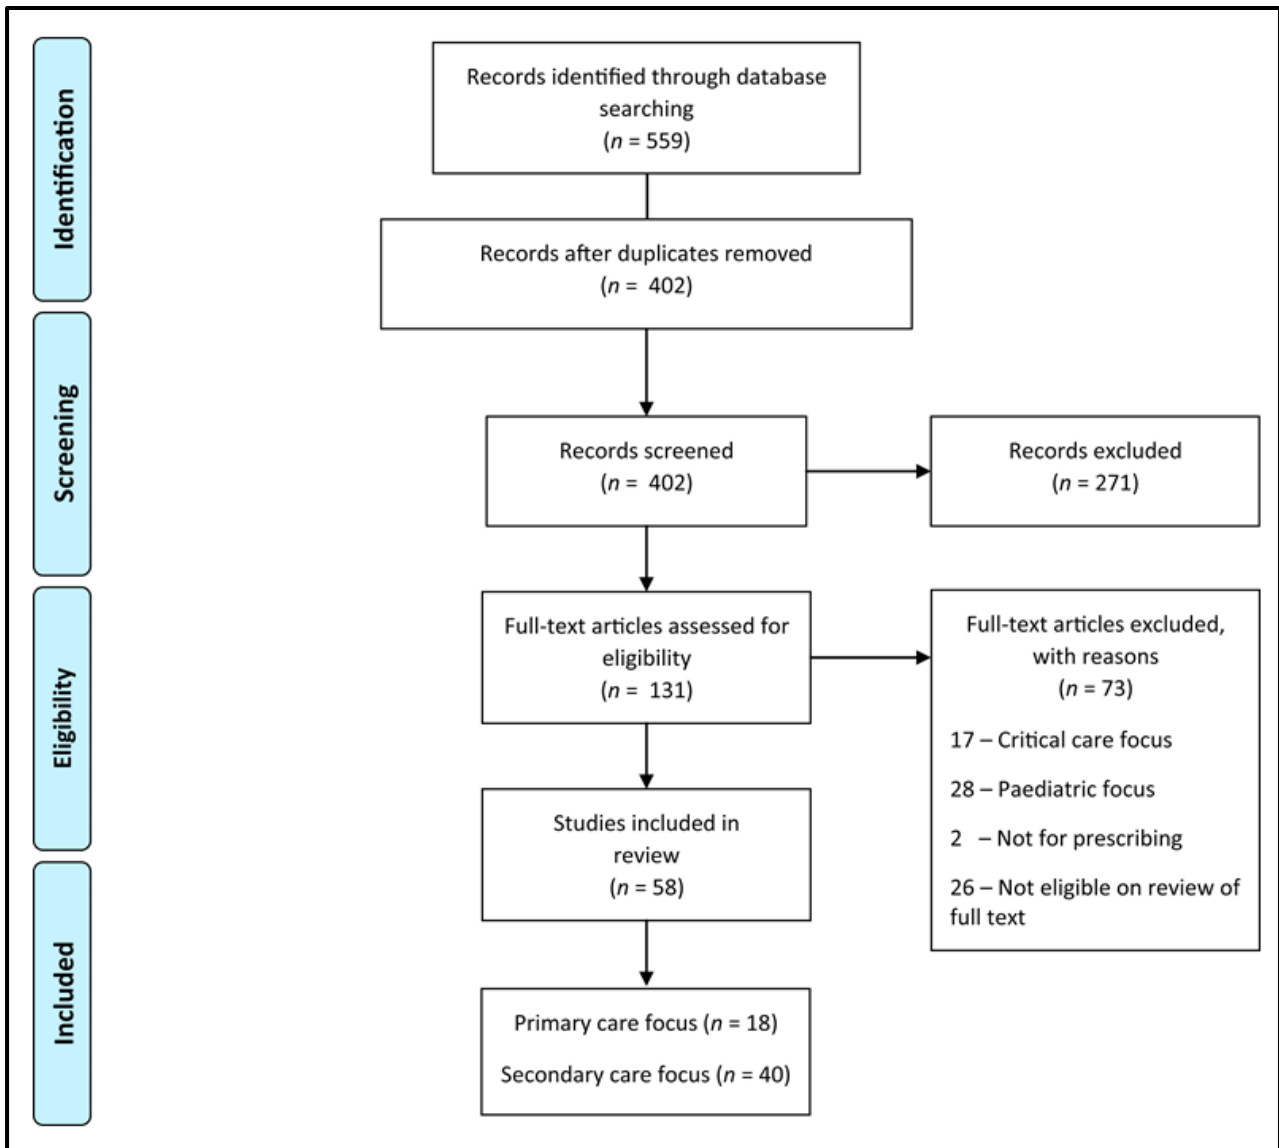 Identification
Records identified through database
searching
(n = 559)
Records after duplicates removed
(n =  402)
Screening
Records screened
(n =  402)
Records excluded
(n = 271)
Eligibility
Full-text articles assessed for
eligibility
(n =  131)
Full-text articles excluded,
with reasons
(n = 73)
17 – Critical care focus
28 – Paediatric focus
2   – Not for prescribing
26 – Not eligible on review of
full text
Studies included in
review
(n = 58)
Included
Primary care focus (n = 18)
Secondary care focus (n = 40)